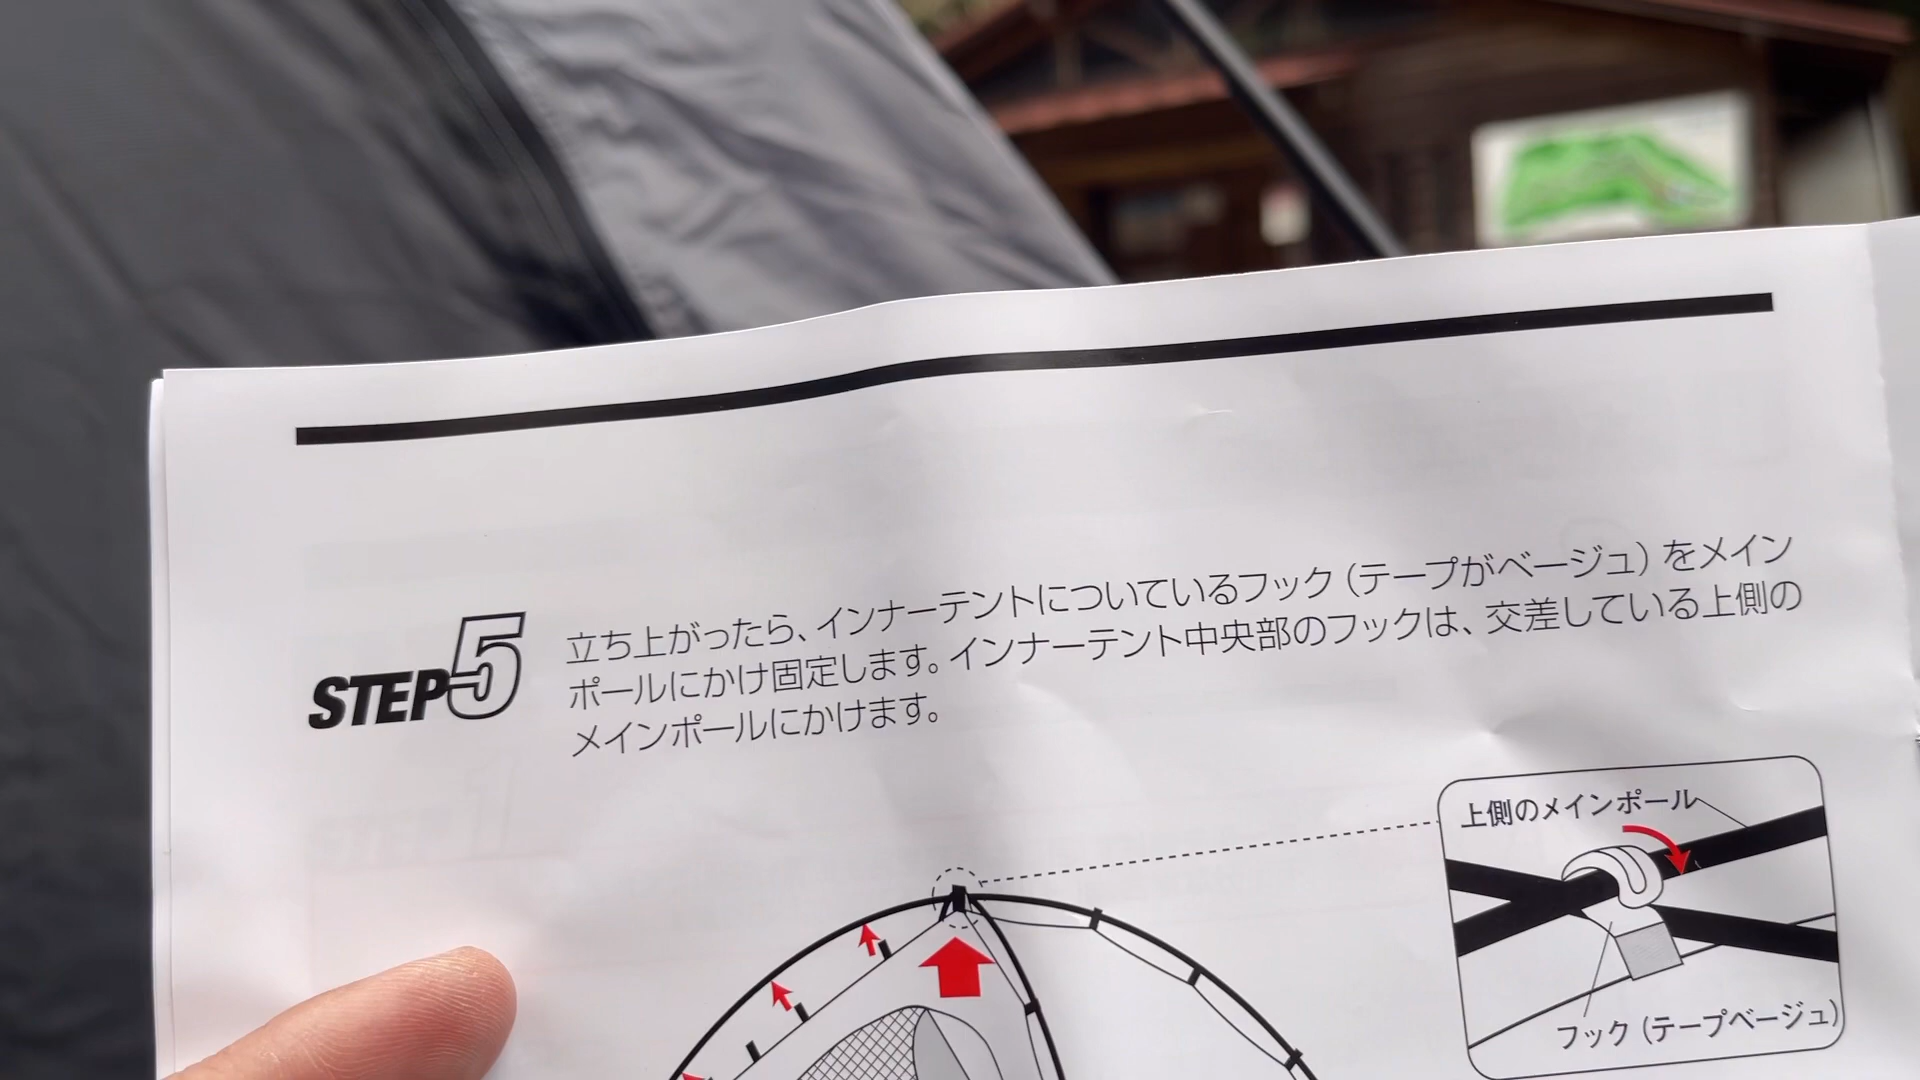 STEP5
立ち上がったら、インナーテントについているフック（テープがベージュ）をメイン
ポールにかけ固定します。インナーテント中央部のフックは、交差している上側の
メインポールにかけます。
上側のメインポール
フック（テープベージュ）